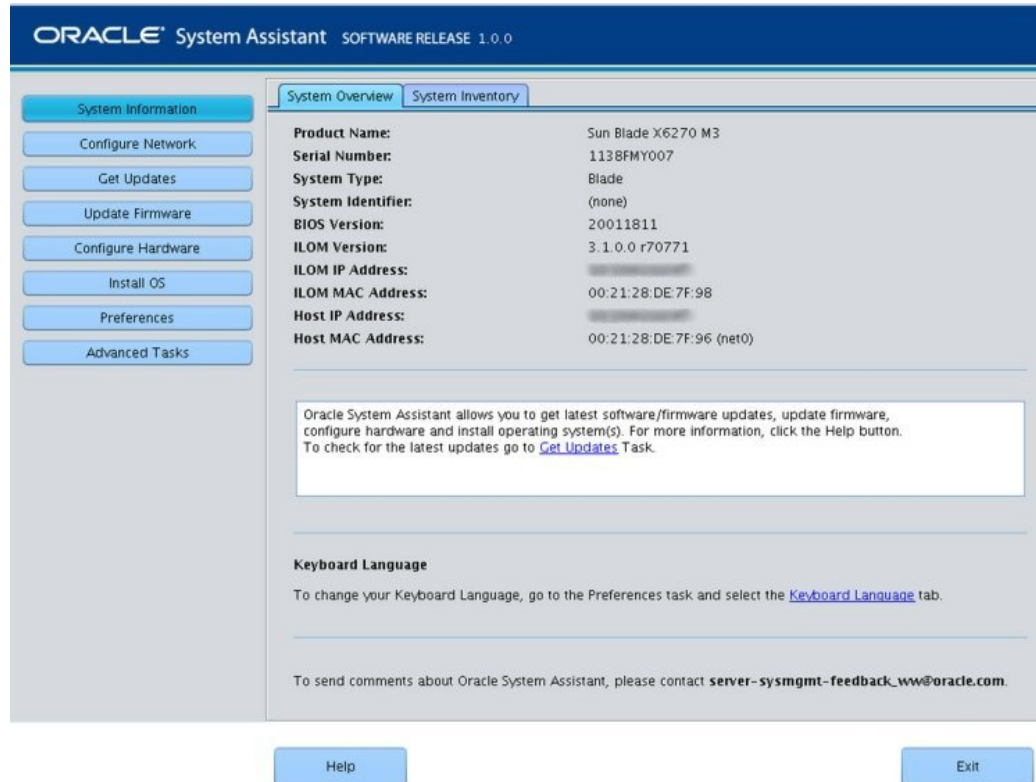 ORACLE System Assistant SOFTWARE RELEASE 1.0.0
System Information
Configure Network
Get Updates
Update Firmware
Configure Hardware
Install OS
Preferences
Advanced Tasks
System Overview System Inventory
Product Name: Sun Blade X6270 M3
Serial Number: 1138FMY007
System Type: Blade
System Identifier: (none)
BIOS Version: 20011811
ILOM Version: 3.1.0.0 r70771
ILOM IP Address:
ILOM MAC Address: 00:21:28:DE:7F:98
Host IP Address:
Host MAC Address: 00:21:28:DE:7F:96 (net0)
Oracle System Assistant allows you to get latest software/firmware updates, update firmware,
configure hardware and install operating system(s). For more information, click the Help button.
To check for the latest updates go to Get Updates Task.
Keyboard Language
To change your Keyboard Language, go to the Preferences task and select the Keyboard Language tab.
To send comments about Oracle System Assistant, please contact server-sysmgmt-feedback_ww@oracle.com.
Help Exit